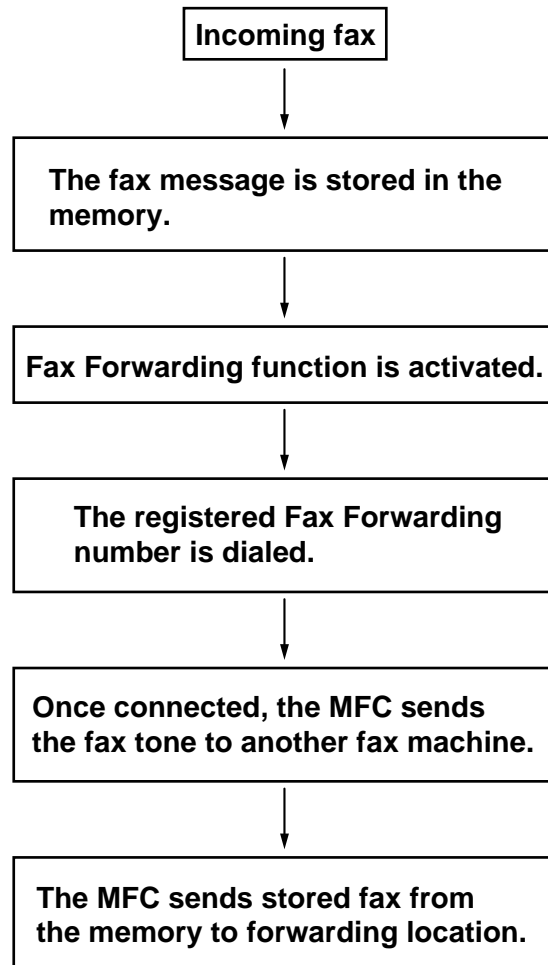 Incoming fax
The fax message is stored in the
memory.
Fax Forwarding function is activated.
The registered Fax Forwarding
number is dialed.
Once connected, the MFC sends
the fax tone to another fax machine.
The MFC sends stored fax from
the memory to forwarding location.